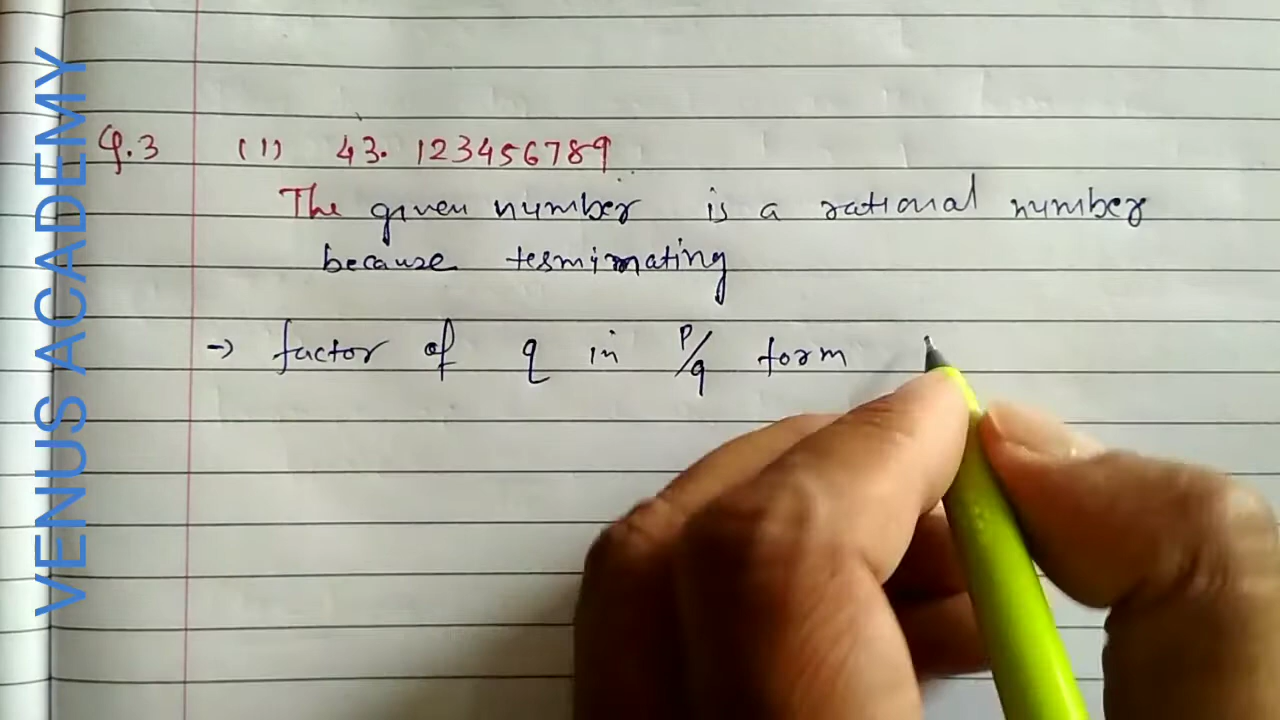 VENUS ACADEMY
Q.3 (1) 43. 123456789
The given number is a rational number
because terminating
→ factor of q in P/q form